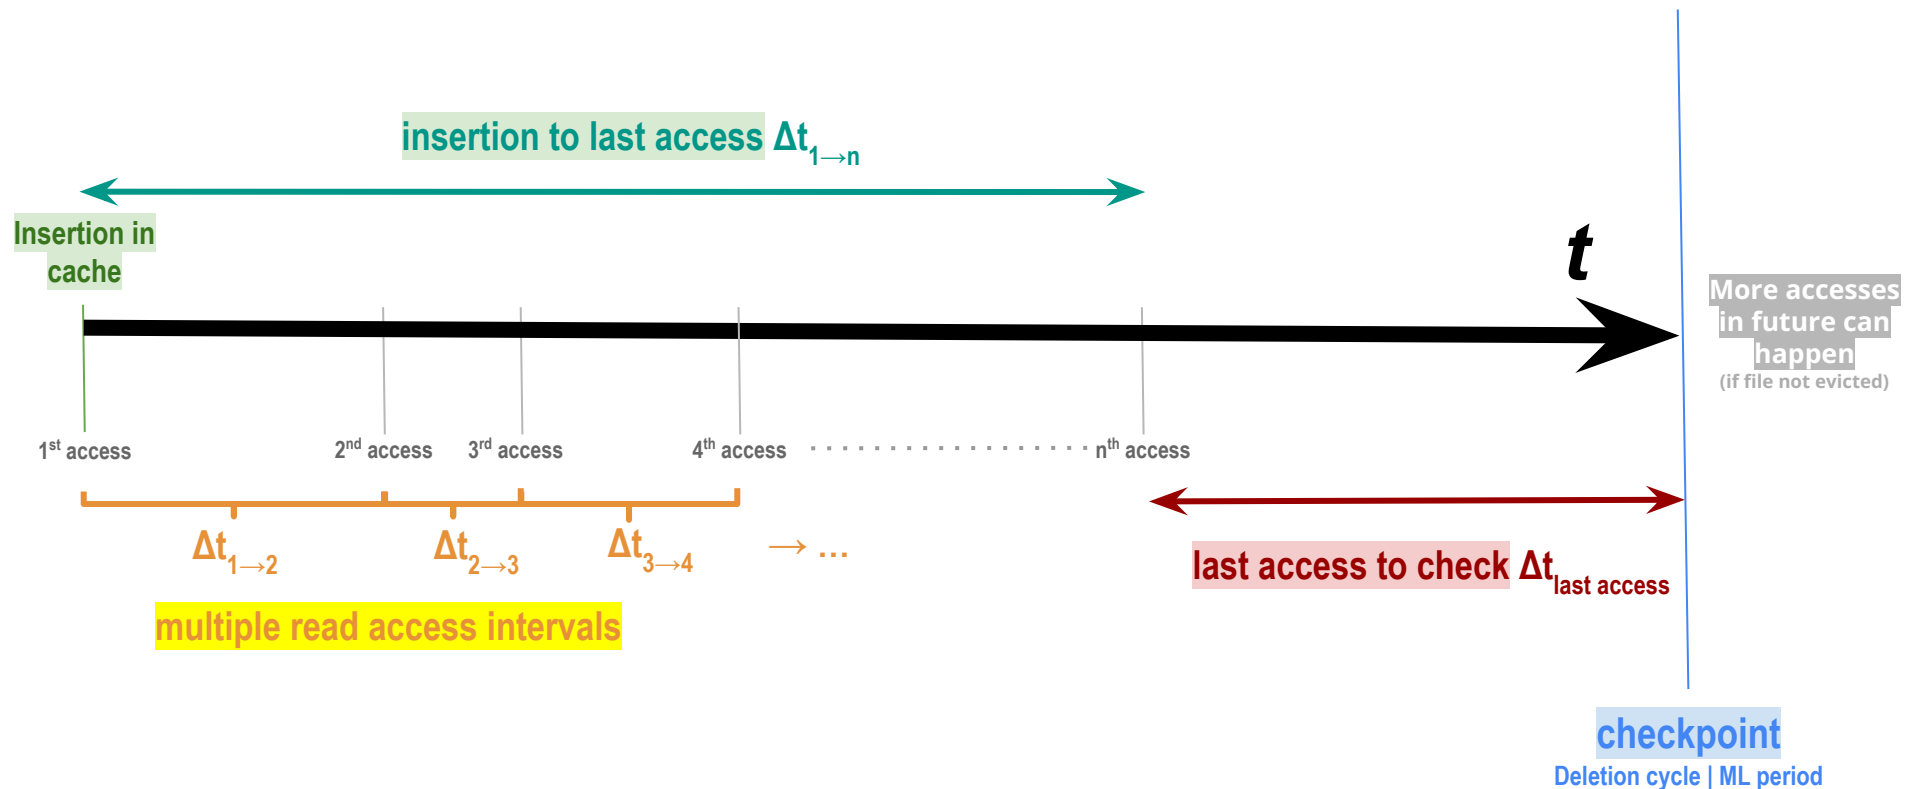 insertion to last access Δt1→n
Insertion in
cache
t
More accesses
in future can
happen
(if file not evicted)
1st access
2nd access
3rd access
4th access
nth access
Δt1→2
Δt2→3
Δt3→4
→ ...
multiple read access intervals
last access to check Δtlast access
checkpoint
Deletion cycle | ML period